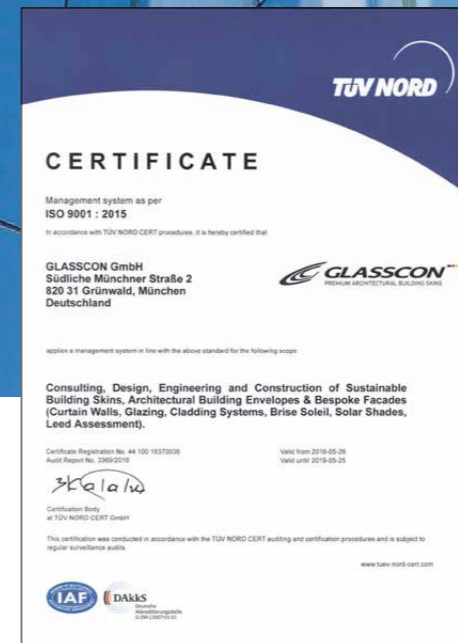 TÜV NORD
CERTIFICATE
Management system as per
ISO 9001 : 2015
In accordance with TÜV NORD CERT procedures, it is hereby certified that
GLASSCON GmbH
Südliche Münchner Straße 2
820 31 Grünwald, München
Deutschland
GLASSCON
PREMIUM ARCHITECTURAL BUILDING SKINS
applies a management system in line with the above standard for the following scope
Consulting, Design, Engineering and Construction of Sustainable
Building Skins, Architectural Building Envelopes & Bespoke Facades
(Curtain Walls, Glazing, Cladding Systems, Brise Soleil, Solar Shades,
Leed Assessment).
Certificate Registration No. 44 100 16370036
Audit Report No. 3369/2016
Valid from 2016-05-26
Valid until 2019-05-25
Certification Body
at TÜV NORD CERT GmbH
This certification was conducted in accordance with the TÜV NORD CERT auditing and certification procedures and is subject to
regular surveillance audits.
www.tuev-nord-cert.com
IAF
DAkkS
Deutsche
Akkreditierungsstelle